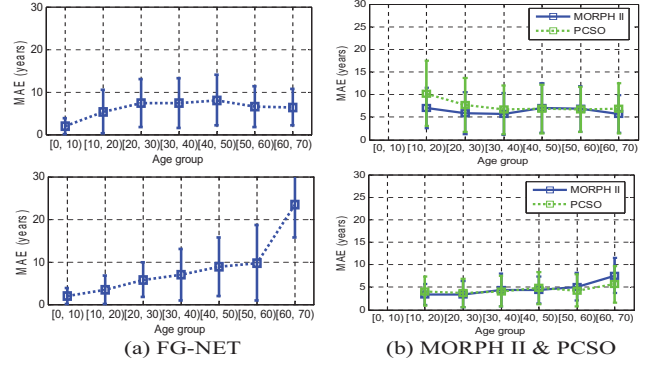 30
20
10
0
MAE (years)
[0, 10)[10, 20)[20, 30)[30, 40)[40, 50)[50, 60)[60, 70)
Age group
30
25
20
15
10
5
0
MAE (years)
MORPH II
PCSO
[0, 10)[10, 20)[20, 30)[30, 40)[40, 50)[50, 60)[60, 70)
Age group
30
20
10
0
MAE (years)
[0, 10)[10, 20)[20, 30)[30, 40)[40, 50)[50, 60)[60, 70)
Age group
30
25
20
15
10
5
0
MAE (years)
MORPH II
PCSO
[0, 10)[10, 20)[20, 30)[30, 40)[40, 50)[50, 60)[60, 70)
Age group
(a) FG-NET
(b) MORPH II & PCSO